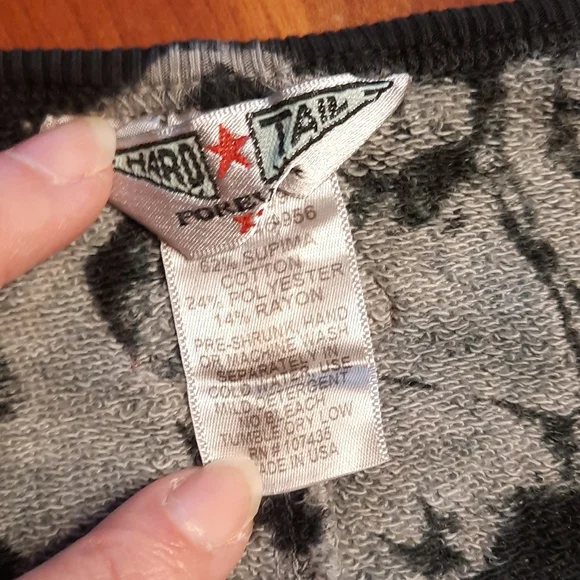 HARD TAIL
FOREVER
62% SUPIMA
COTTON
24% POLYESTER
14% RAYON
PRE-SHRUNK, HAND
OR MACHINE WASH
SEPARATELY IN
COLD WATER, USE
MILD DETERGENT
NO BLEACH
TUMBLE DRY LOW
RN# 107435
MADE IN USA